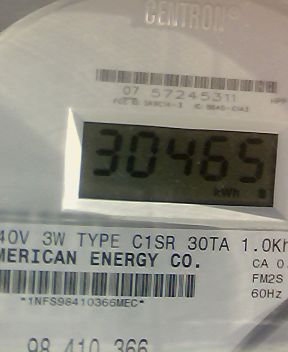 CENTRON®
07 57245311
30465
kWh
40V 3W TYPE C1SR 30TA 1.0Kh
MERICAN ENERGY CO.
CA 0.
FM2S
*1NFS98410366MEC*
60Hz
98 410 366